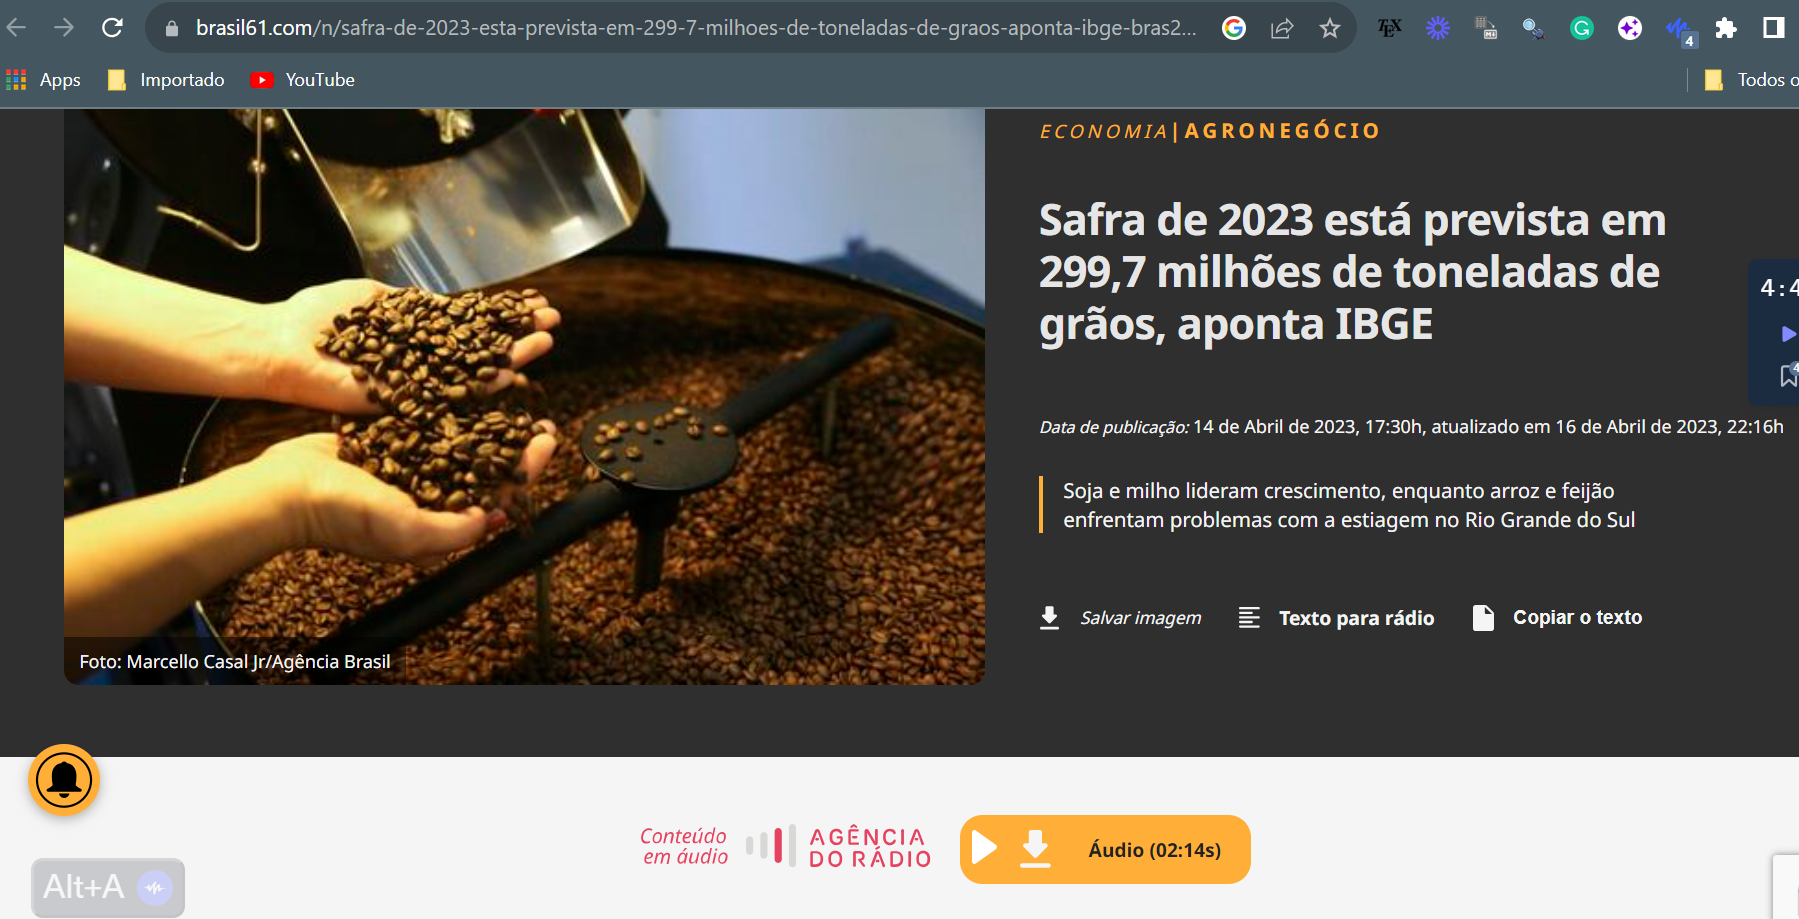 brasil61.com/n/safra-de-2023-esta-prevista-em-299-7-milhoes-de-toneladas-de-graos-aponta-ibge-bras2...
TEX
4
Apps
Importado
YouTube
Todos o
ECONOMIA|AGRONEGÓCIO
Safra de 2023 está prevista em
299,7 milhões de toneladas de
grãos, aponta IBGE
4:4
4
Data de publicação: 14 de Abril de 2023, 17:30h, atualizado em 16 de Abril de 2023, 22:16h
Soja e milho lideram crescimento, enquanto arroz e feijão
enfrentam problemas com a estiagem no Rio Grande do Sul
Salvar imagem
Texto para rádio
Copiar o texto
Foto: Marcello Casal Jr/Agência Brasil
Conteúdo
em áudio
AGÊNCIA
DO RÁDIO
Áudio (02:14s)
Alt+A